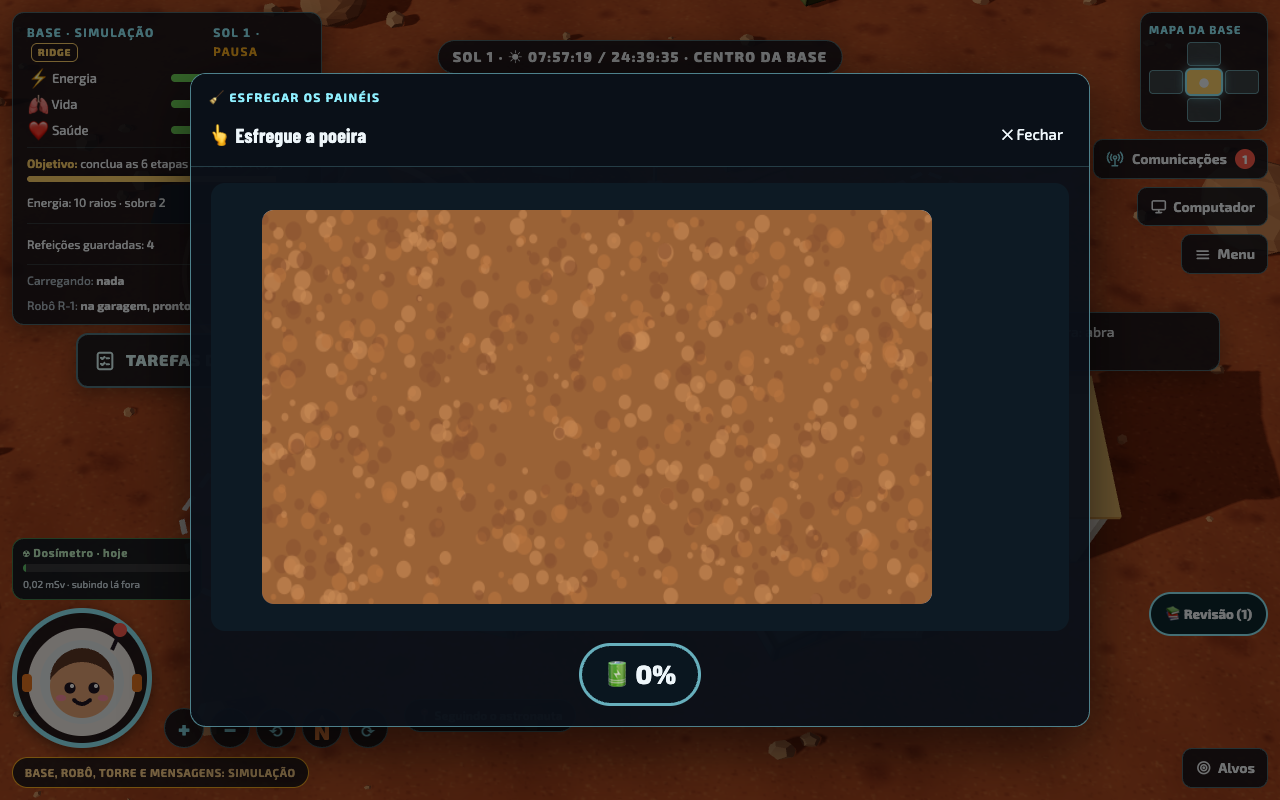 BASE · SIMULAÇÃO
RIDGE
SOL 1 ·
PAUSA
Energia
Vida
Saúde
Objetivo: conclua as 6 etapas
Energia: 10 raios · sobra 2
Refeições guardadas: 4
Carregando: nada
Robô R-1: na garagem, pronto
TAREFAS
SOL 1 · ☀ 07:57:19 / 24:39:35 · CENTRO DA BASE
ESFREGAR OS PAINÉIS
Esfregue a poeira
Fechar
0%
MAPA DA BASE
Comunicações 1
Computador
Menu
Dosímetro · hoje
0,02 mSv · subindo lá fora
N
BASE, ROBÔ, TORRE E MENSAGENS: SIMULAÇÃO
Revisão (1)
Alvos